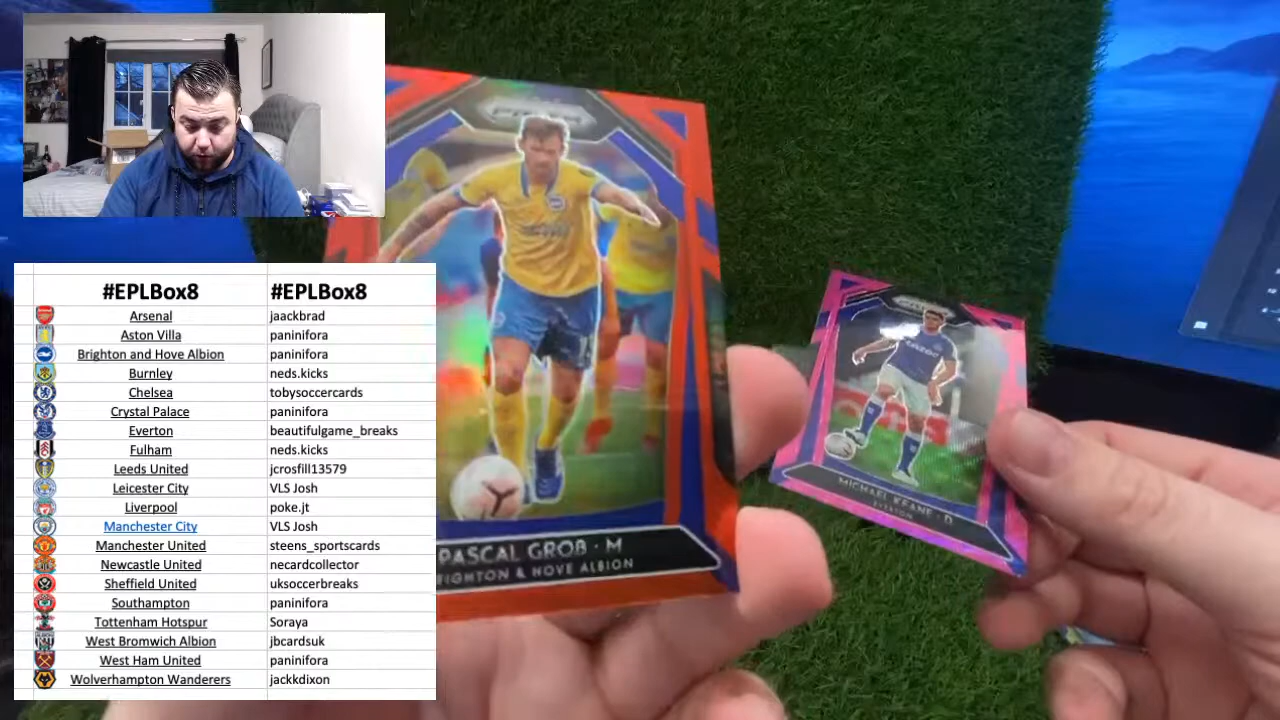 #EPLBox8 #EPLBox8
Arsenal jaackbrad
Aston Villa paninifora
Brighton and Hove Albion paninifora
Burnley neds.kicks
Chelsea tobysoccercards
Crystal Palace paninifora
Everton beautifulgame_breaks
Fulham neds.kicks
Leeds United jcrosfill13579
Leicester City VLS Josh
Liverpool poke.jt
Manchester City VLS Josh
Manchester United steens_sportscards
Newcastle United necardcollector
Sheffield United uksoccerbreaks
Southampton paninifora
Tottenham Hotspur Soraya
West Bromwich Albion jbcardsuk
West Ham United paninifora
Wolverhampton Wanderers jackkdixon
PRIZM
PASCAL GROß · M
BRIGHTON & HOVE ALBION
PRIZM
MICHAEL KEANE · D
EVERTON